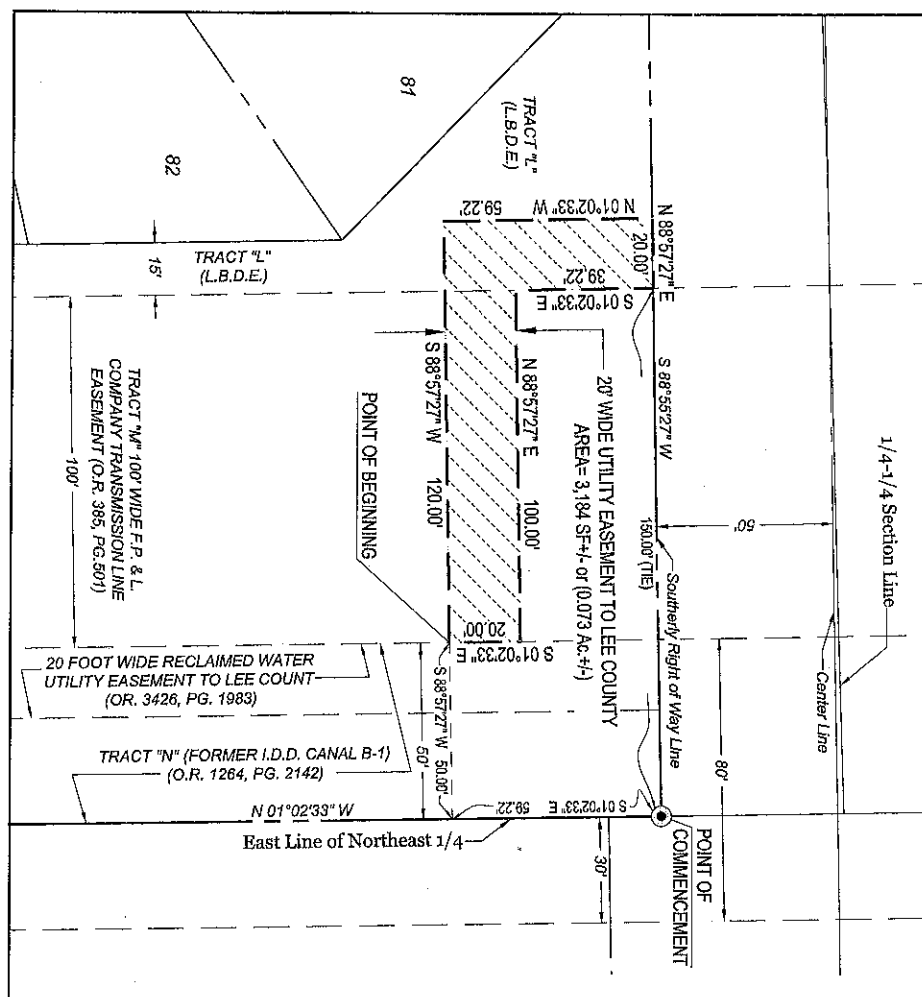 81
82
TRACT "L"
(L.B.D.E.)
TRACT "L"
(L.B.D.E.)
15'
N 01°02'33" W
59.22'
N 88°57'27" E
20.00'
39.22'
S 01°02'33" E
S 88°55'27" W
150.00' (TIE)
Southerly Right of Way Line
50'
1/4-1/4 Section Line
Center Line
20' WIDE UTILITY EASEMENT TO LEE COUNTY
AREA= 3,184 SF+/- or (0.073 Ac.+/-)
N 88°57'27" E
100.00'
S 88°57'27" W
120.00'
20.00'
S 01°02'33" E
POINT OF BEGINNING
TRACT "M" 100' WIDE F.P. & L.
COMPANY TRANSMISSION LINE
EASEMENT (O.R. 385, PG.501)
100'
20 FOOT WIDE RECLAIMED WATER
UTILITY EASEMENT TO LEE COUNT
(OR. 3426, PG. 1983)
TRACT "N" (FORMER I.D.D. CANAL B-1)
(O.R. 1264, PG. 2142)
S 88°57'27" W 50.00'
50'
80'
N 01°02'33" W
S 01°02'33" E
59.22'
East Line of Northeast 1/4
30'
POINT OF
COMMENCEMENT